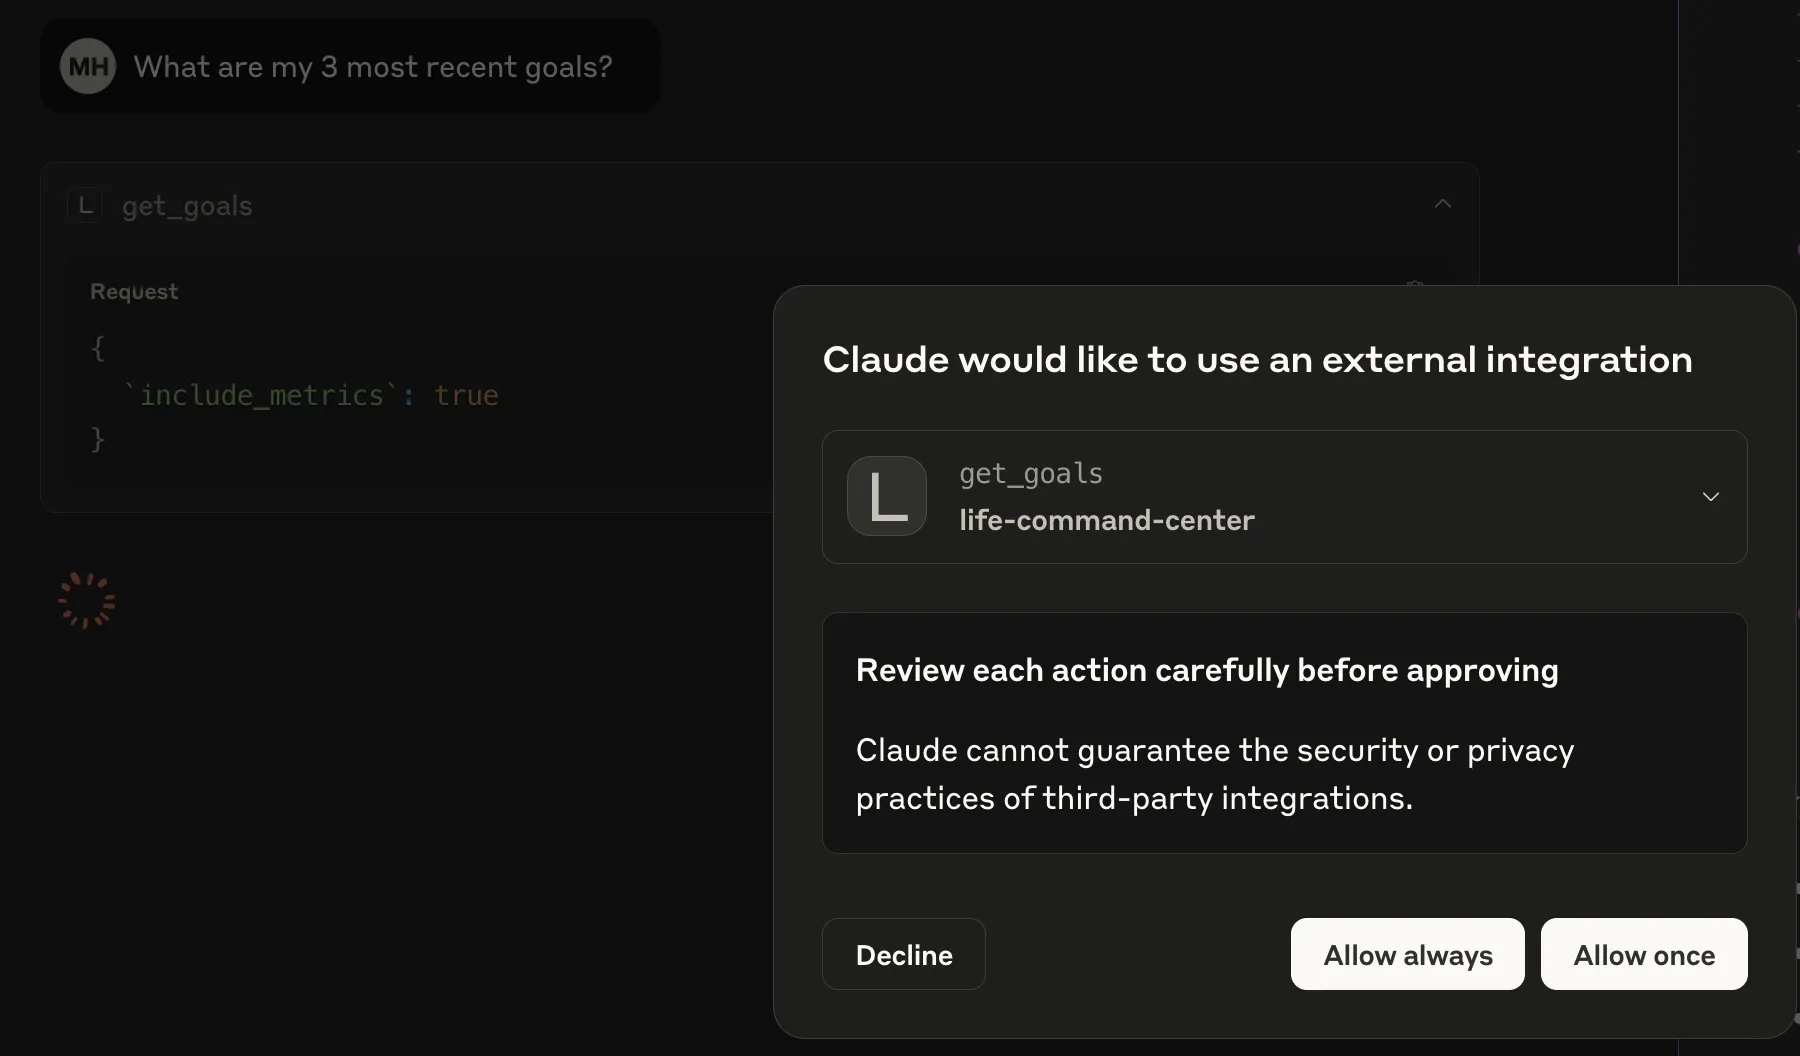 MH What are my 3 most recent goals?
L get_goals
Request
{
`include_metrics`: true
}
Claude would like to use an external integration
L
get_goals
life-command-center
Review each action carefully before approving
Claude cannot guarantee the security or privacy
practices of third-party integrations.
Decline
Allow always
Allow once